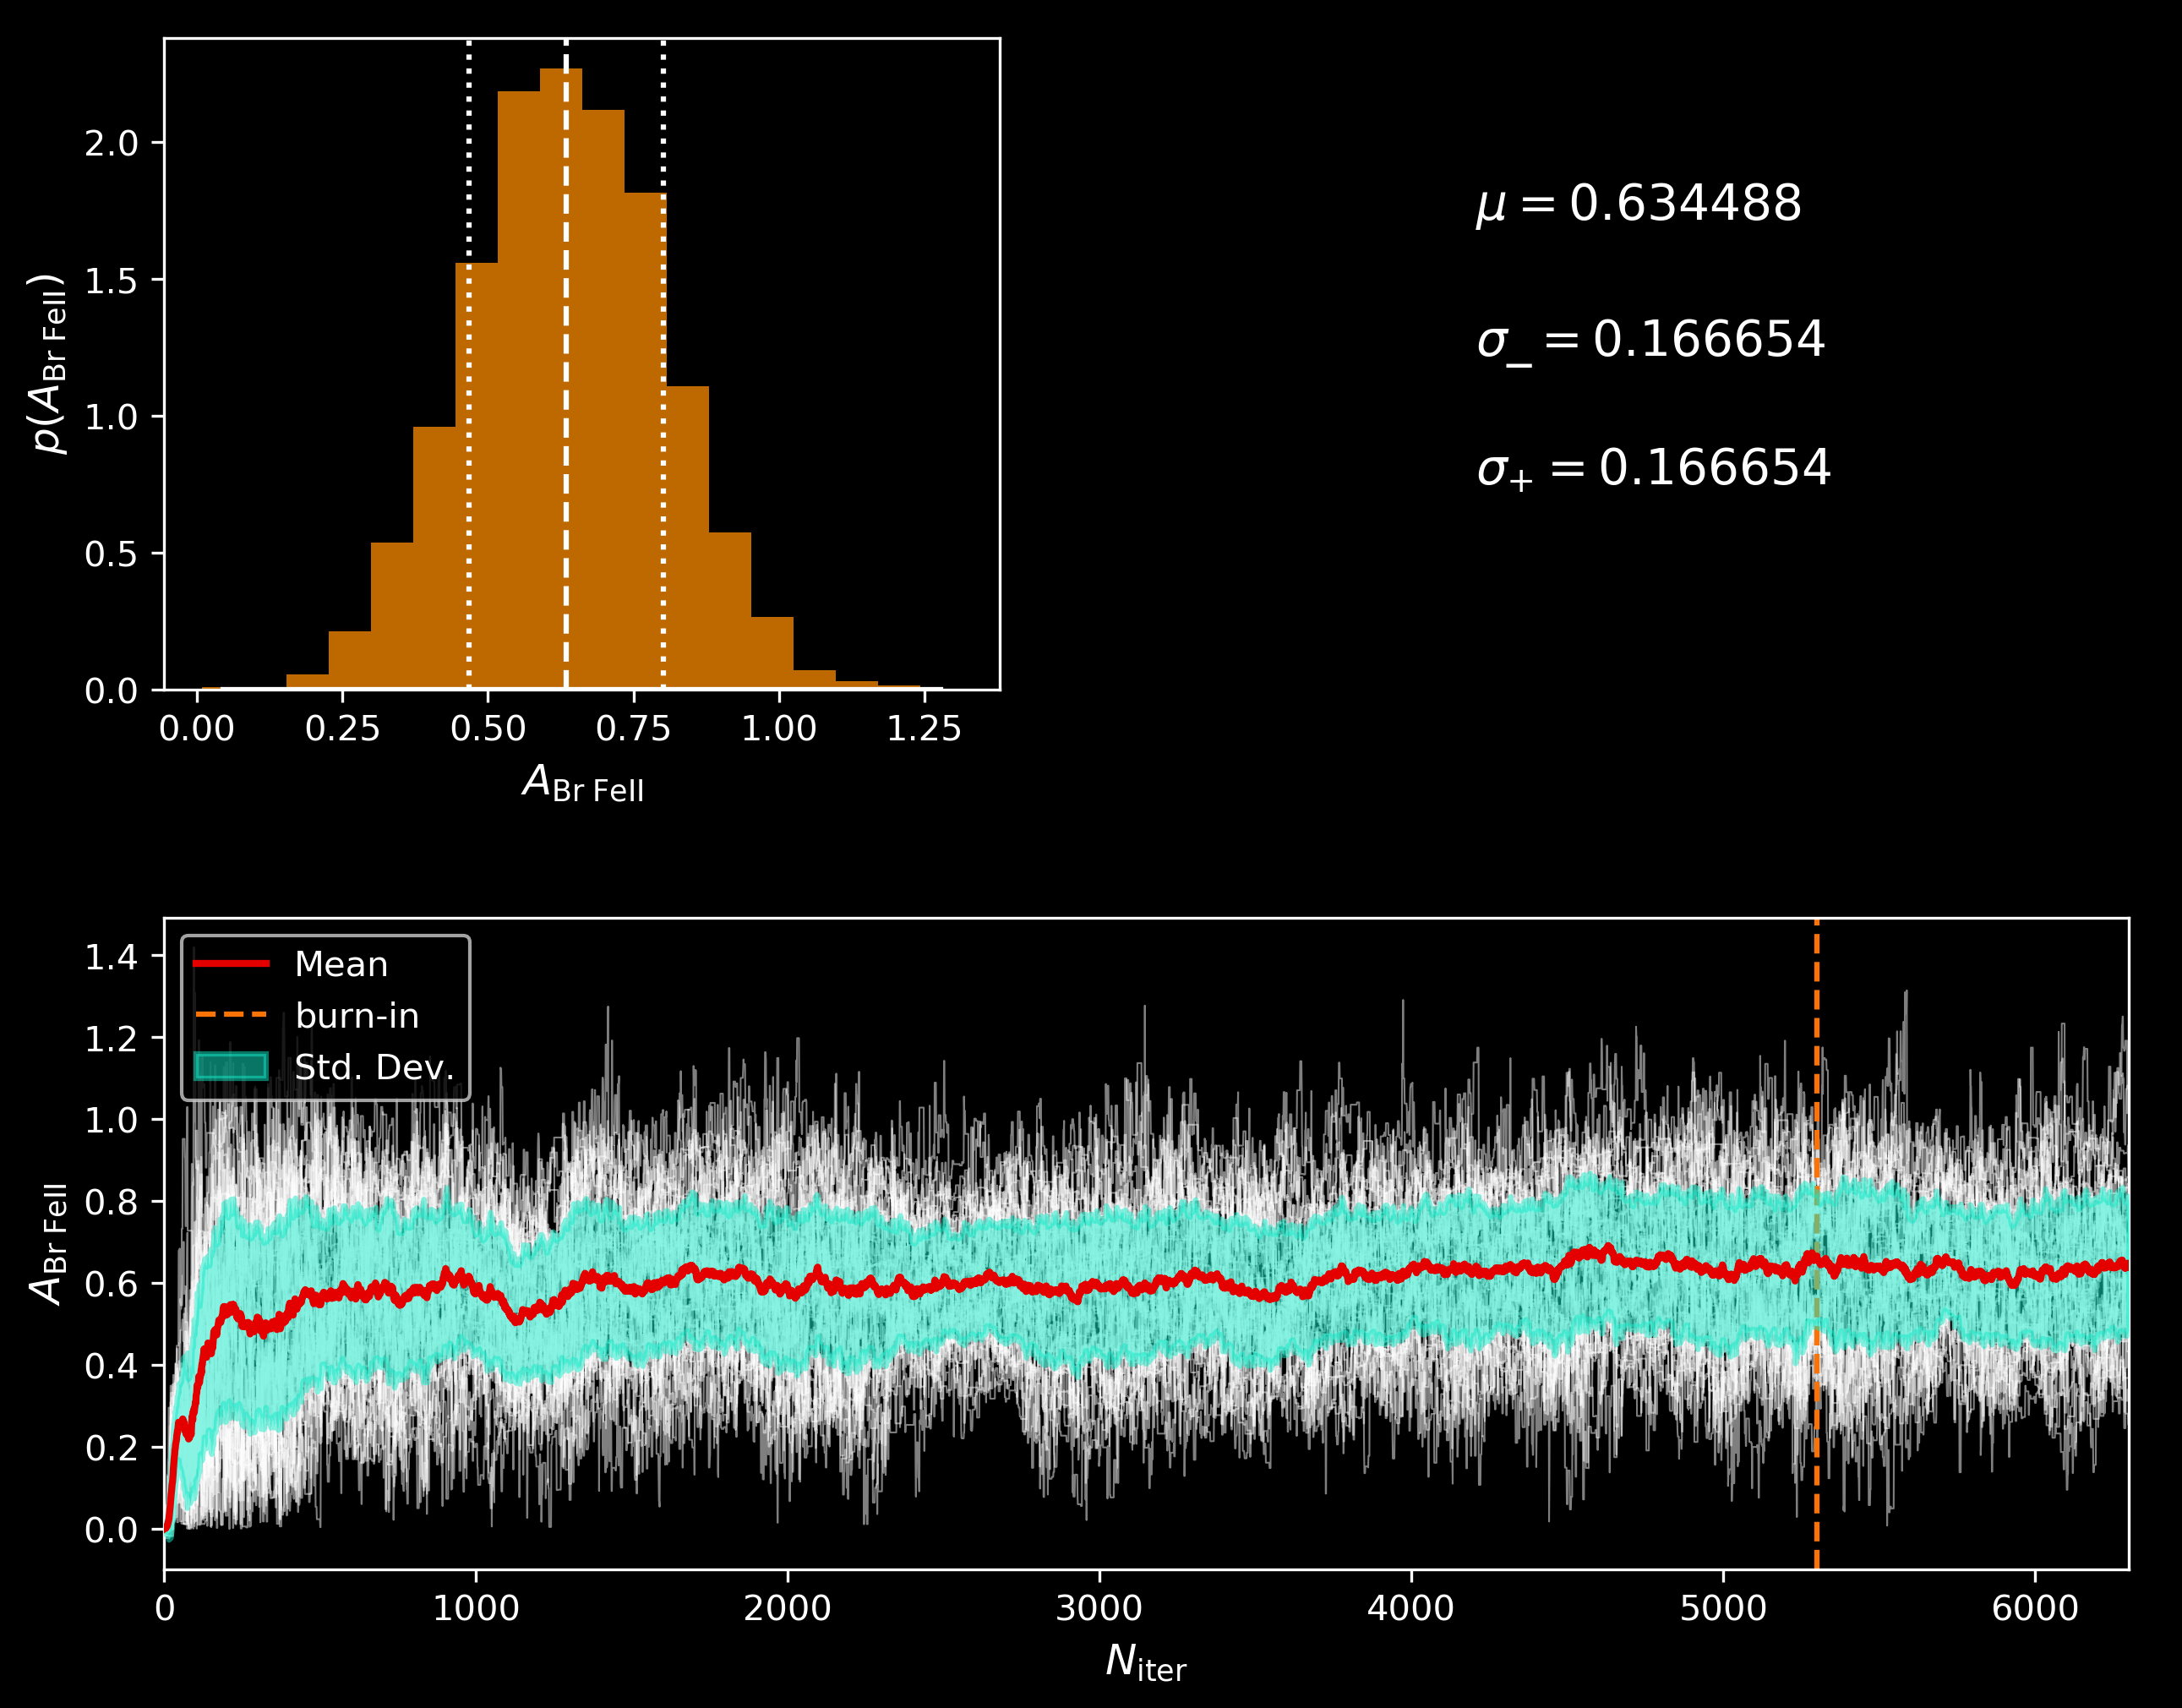 p(A_Br FeII)
2.0
1.5
1.0
0.5
0.0
0.00 0.25 0.50 0.75 1.00 1.25
A_Br FeII
μ = 0.634488
σ_− = 0.166654
σ_+ = 0.166654
A_Br FeII
1.4
1.2
1.0
0.8
0.6
0.4
0.2
0.0
Mean
burn-in
Std. Dev.
0 1000 2000 3000 4000 5000 6000
N_iter